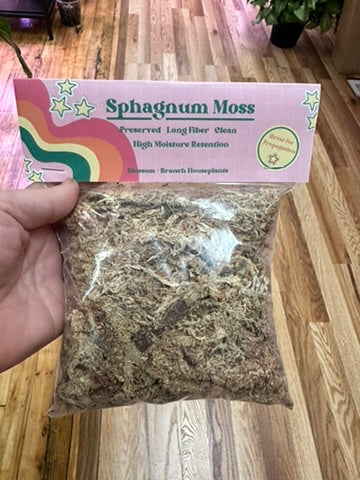 Sphagnum Moss
Preserved Long Fiber Clean
High Moisture Retention
Great for
Propagation
Blossom + Branch Houseplants